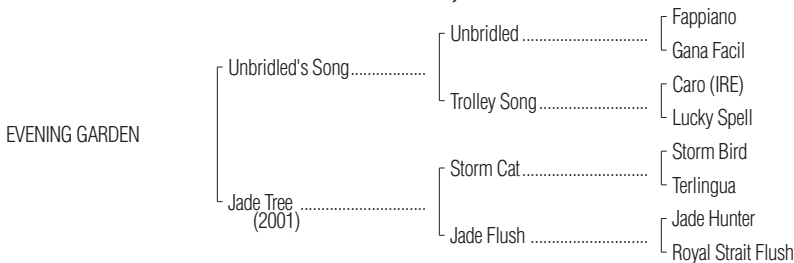 Fappiano
Unbridled ..............................
Gana Facil
Unbridled's Song..................
Caro (IRE)
Trolley Song..........................
Lucky Spell
EVENING GARDEN
Storm Bird
Storm Cat..............................
Terlingua
Jade Tree ..............................
(2001)
Jade Hunter
Jade Flush ............................
Royal Strait Flush